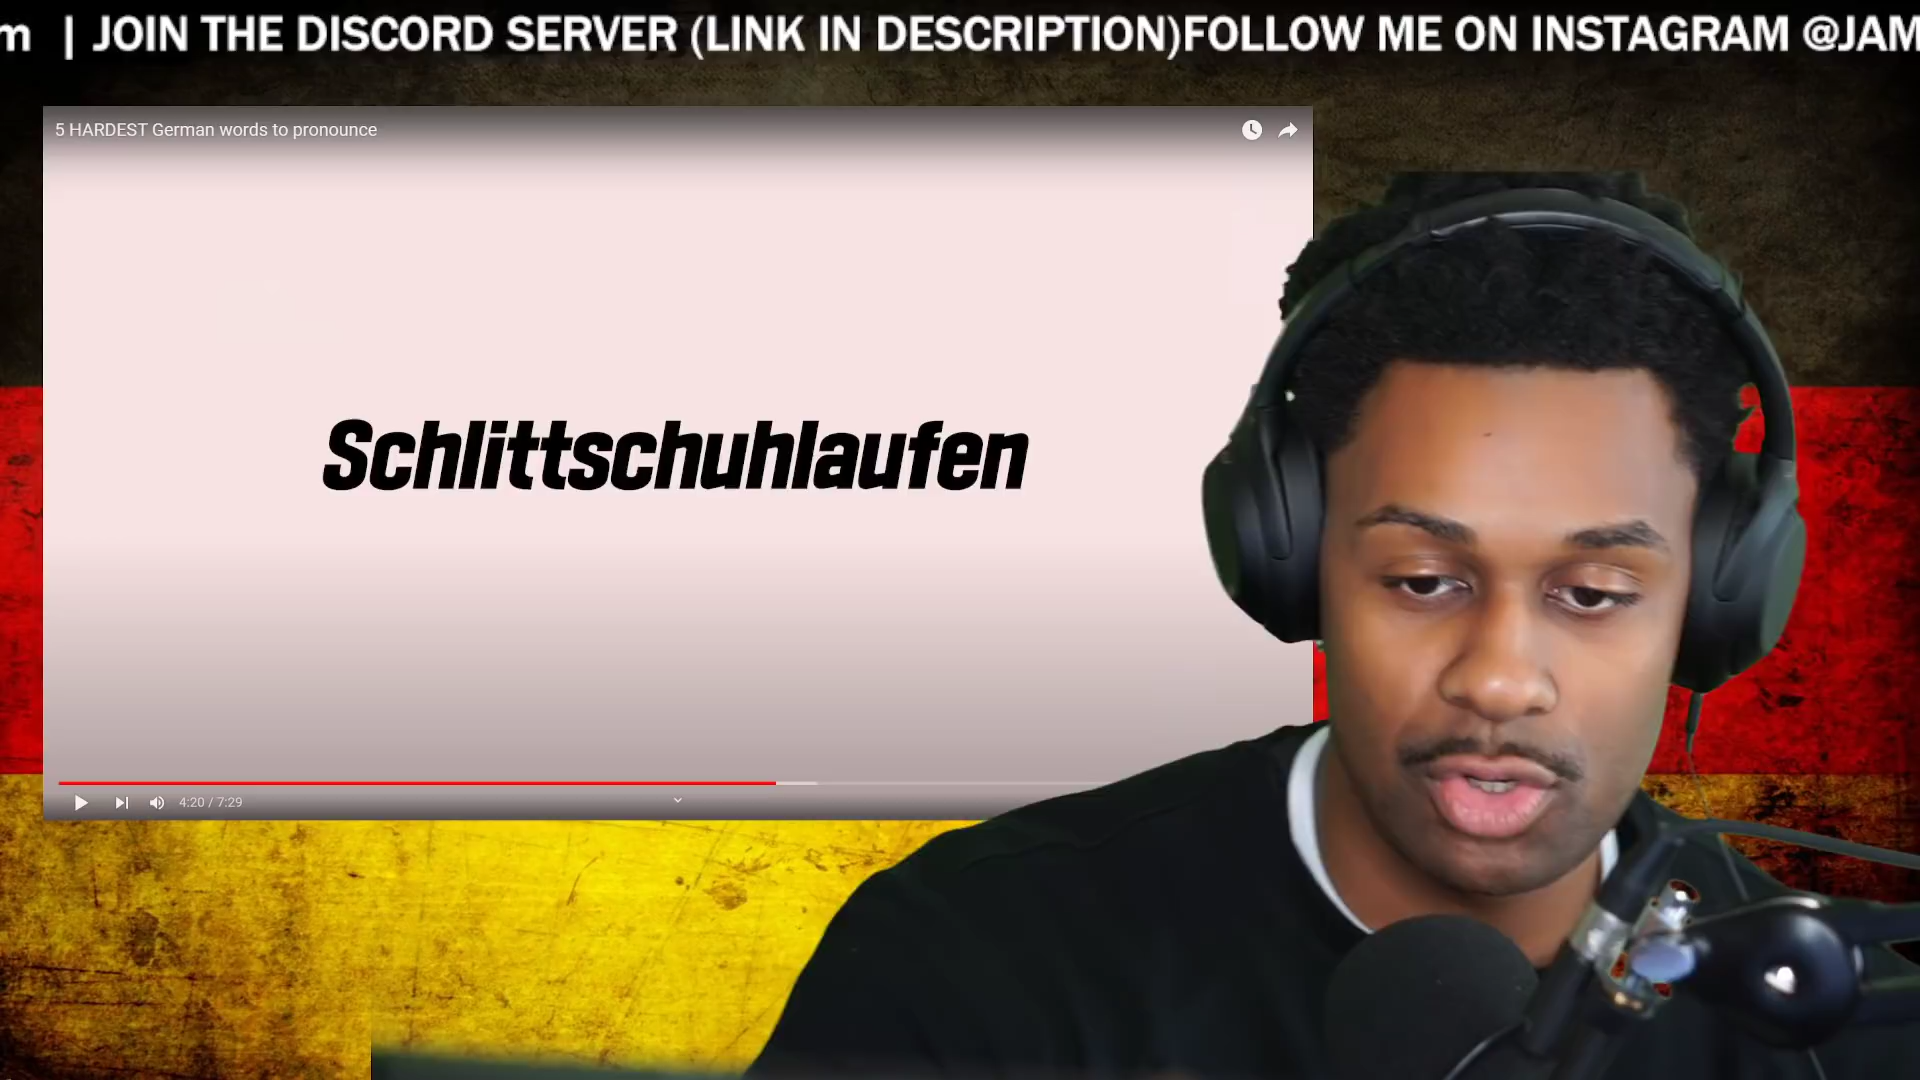 m | JOIN THE DISCORD SERVER (LINK IN DESCRIPTION)FOLLOW ME ON INSTAGRAM @JAM
5 HARDEST German words to pronounce
Schlittschuhlaufen
4:20 / 7:29